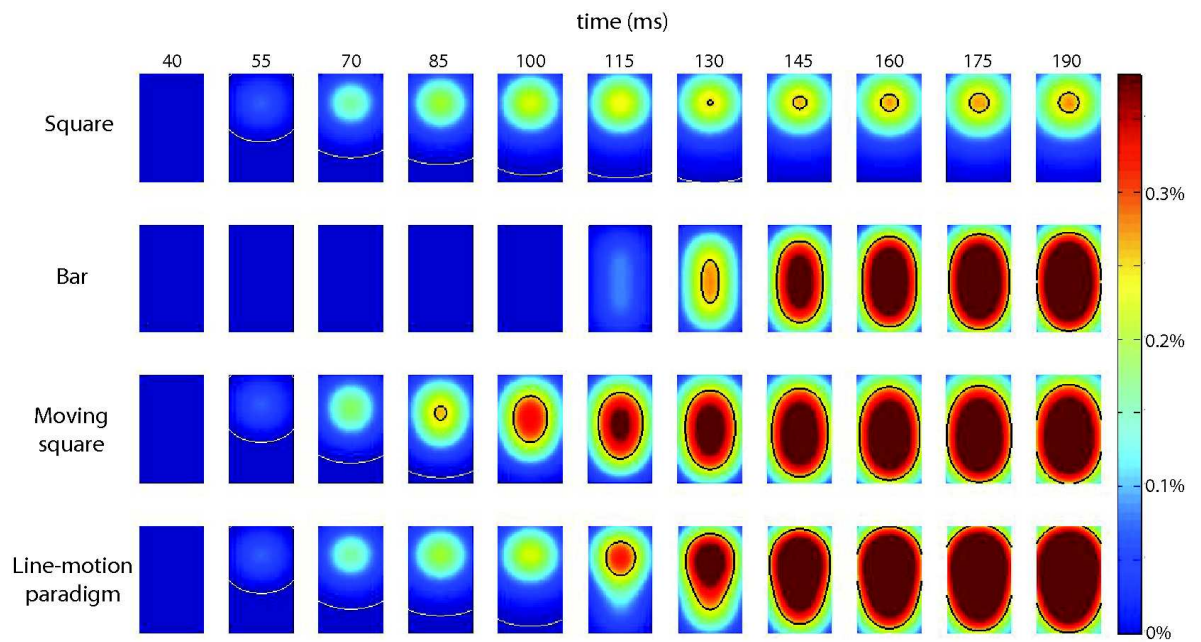 time (ms)
40 55 70 85 100 115 130 145 160 175 190
Square
Bar
Moving
square
Line-motion
paradigm
0.3%
0.2%
0.1%
0%